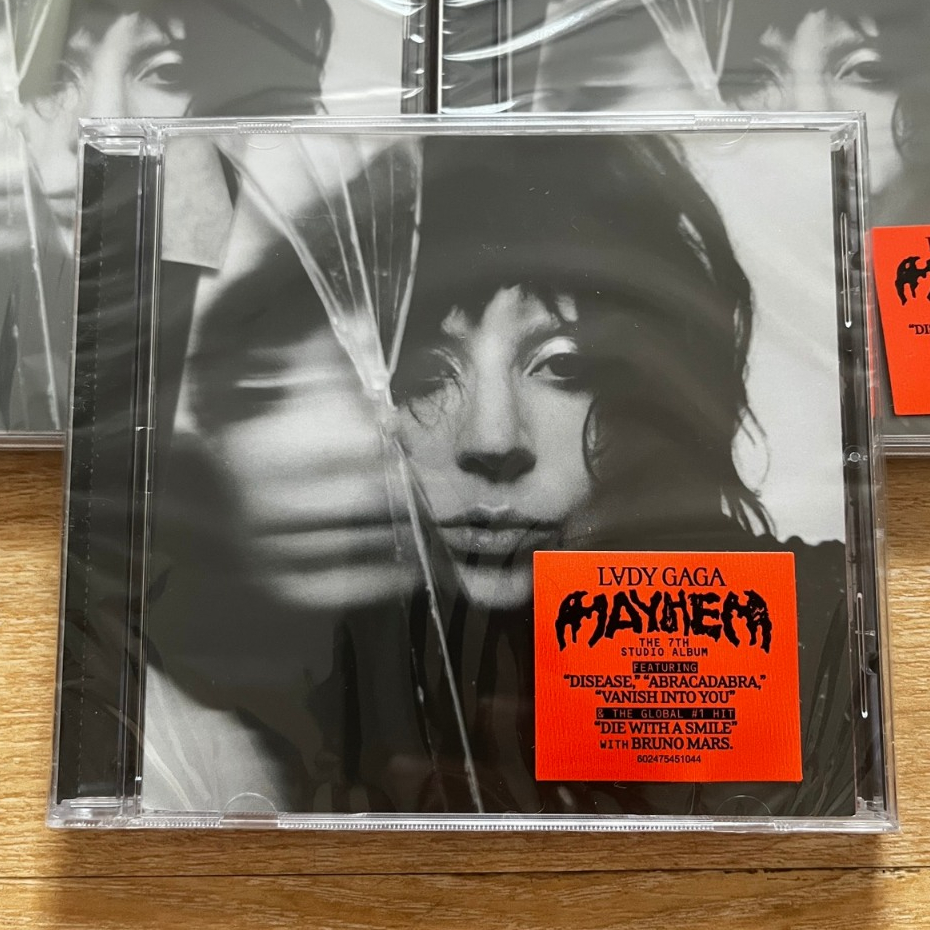 LVDY GAGA
MAYHEM
THE 7TH
STUDIO ALBUM
FEATURING
“DISEASE,” “ABRACADABRA,”
“VANISH INTO YOU”
& THE GLOBAL #1 HIT
“DIE WITH A SMILE”
WITH BRUNO MARS.
602475451044